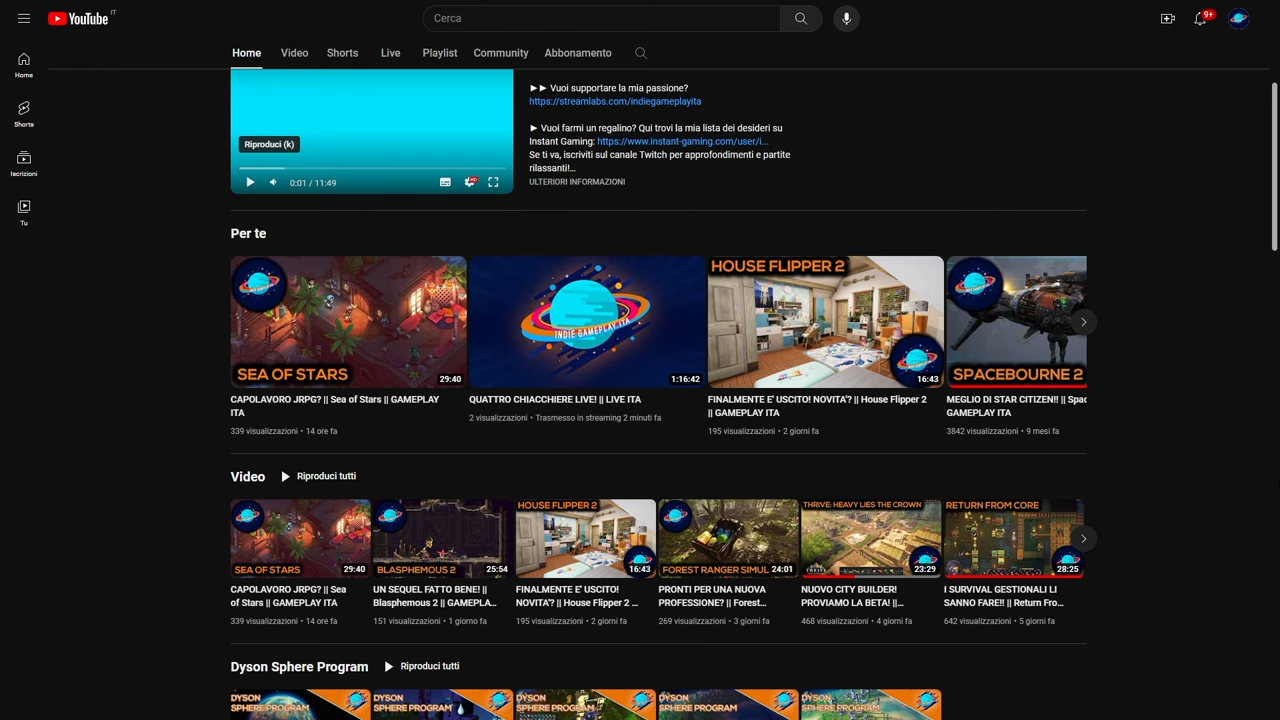 YouTube IT
Cerca
9+
Home
Video
Shorts
Live
Playlist
Community
Abbonamento
Home
Shorts
Iscrizioni
Tu
Riproduci (k)
0:01 / 11:49
HD
►► Vuoi supportare la mia passione?
https://streamlabs.com/indiegameplayita
► Vuoi farmi un regalino? Qui trovi la mia lista dei desideri su
Instant Gaming: https://www.instant-gaming.com/user/i...
Se ti va, iscriviti sul canale Twitch per approfondimenti e partite
rilassanti!...
ULTERIORI INFORMAZIONI
Per te
SEA OF STARS
29:40
CAPOLAVORO JRPG? || Sea of Stars || GAMEPLAY
ITA
339 visualizzazioni • 14 ore fa
INDIE GAMEPLAY ITA
1:16:42
QUATTRO CHIACCHIERE LIVE! || LIVE ITA
2 visualizzazioni • Trasmesso in streaming 2 minuti fa
HOUSE FLIPPER 2
16:43
FINALMENTE E' USCITO! NOVITA'? || House Flipper 2
|| GAMEPLAY ITA
195 visualizzazioni • 2 giorni fa
SPACEBOURNE 2
MEGLIO DI STAR CITIZEN!! || Spac
GAMEPLAY ITA
3842 visualizzazioni • 9 mesi fa
Video
Riproduci tutti
SEA OF STARS
29:40
CAPOLAVORO JRPG? || Sea
of Stars || GAMEPLAY ITA
339 visualizzazioni • 14 ore fa
BLASPHEMOUS 2
25:54
UN SEQUEL FATTO BENE! ||
Blasphemous 2 || GAMEPLA...
151 visualizzazioni • 1 giorno fa
HOUSE FLIPPER 2
16:43
FINALMENTE E' USCITO!
NOVITA'? || House Flipper 2 ...
195 visualizzazioni • 2 giorni fa
FOREST RANGER SIMUL
24:01
PRONTI PER UNA NUOVA
PROFESSIONE? || Forest...
269 visualizzazioni • 3 giorni fa
THRIVE: HEAVY LIES THE CROWN
THRIVE
23:29
NUOVO CITY BUILDER!
PROVIAMO LA BETA! ||...
468 visualizzazioni • 4 giorni fa
RETURN FROM CORE
28:25
I SURVIVAL GESTIONALI LI
SANNO FARE!! || Return Fro...
642 visualizzazioni • 5 giorni fa
Dyson Sphere Program
Riproduci tutti
DYSON
SPHERE PROGRAM
DYSON
SPHERE PROGRAM
DYSON
SPHERE PROGRAM
DYSON
SPHERE PROGRAM
DYSON
SPHERE PROGRAM